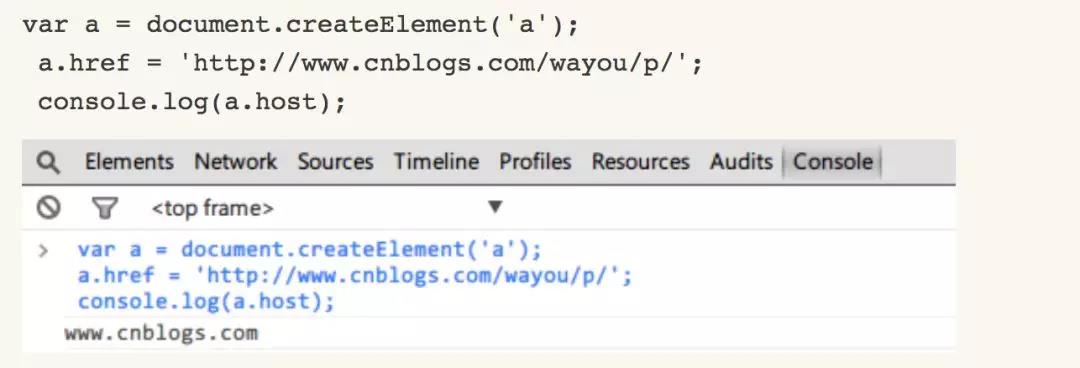 var a = document.createElement('a');
a.href = 'http://www.cnblogs.com/wayou/p/';
console.log(a.host);
Elements Network Sources Timeline Profiles Resources Audits Console
<top frame> ▼
> var a = document.createElement('a');
a.href = 'http://www.cnblogs.com/wayou/p/';
console.log(a.host);
www.cnblogs.com